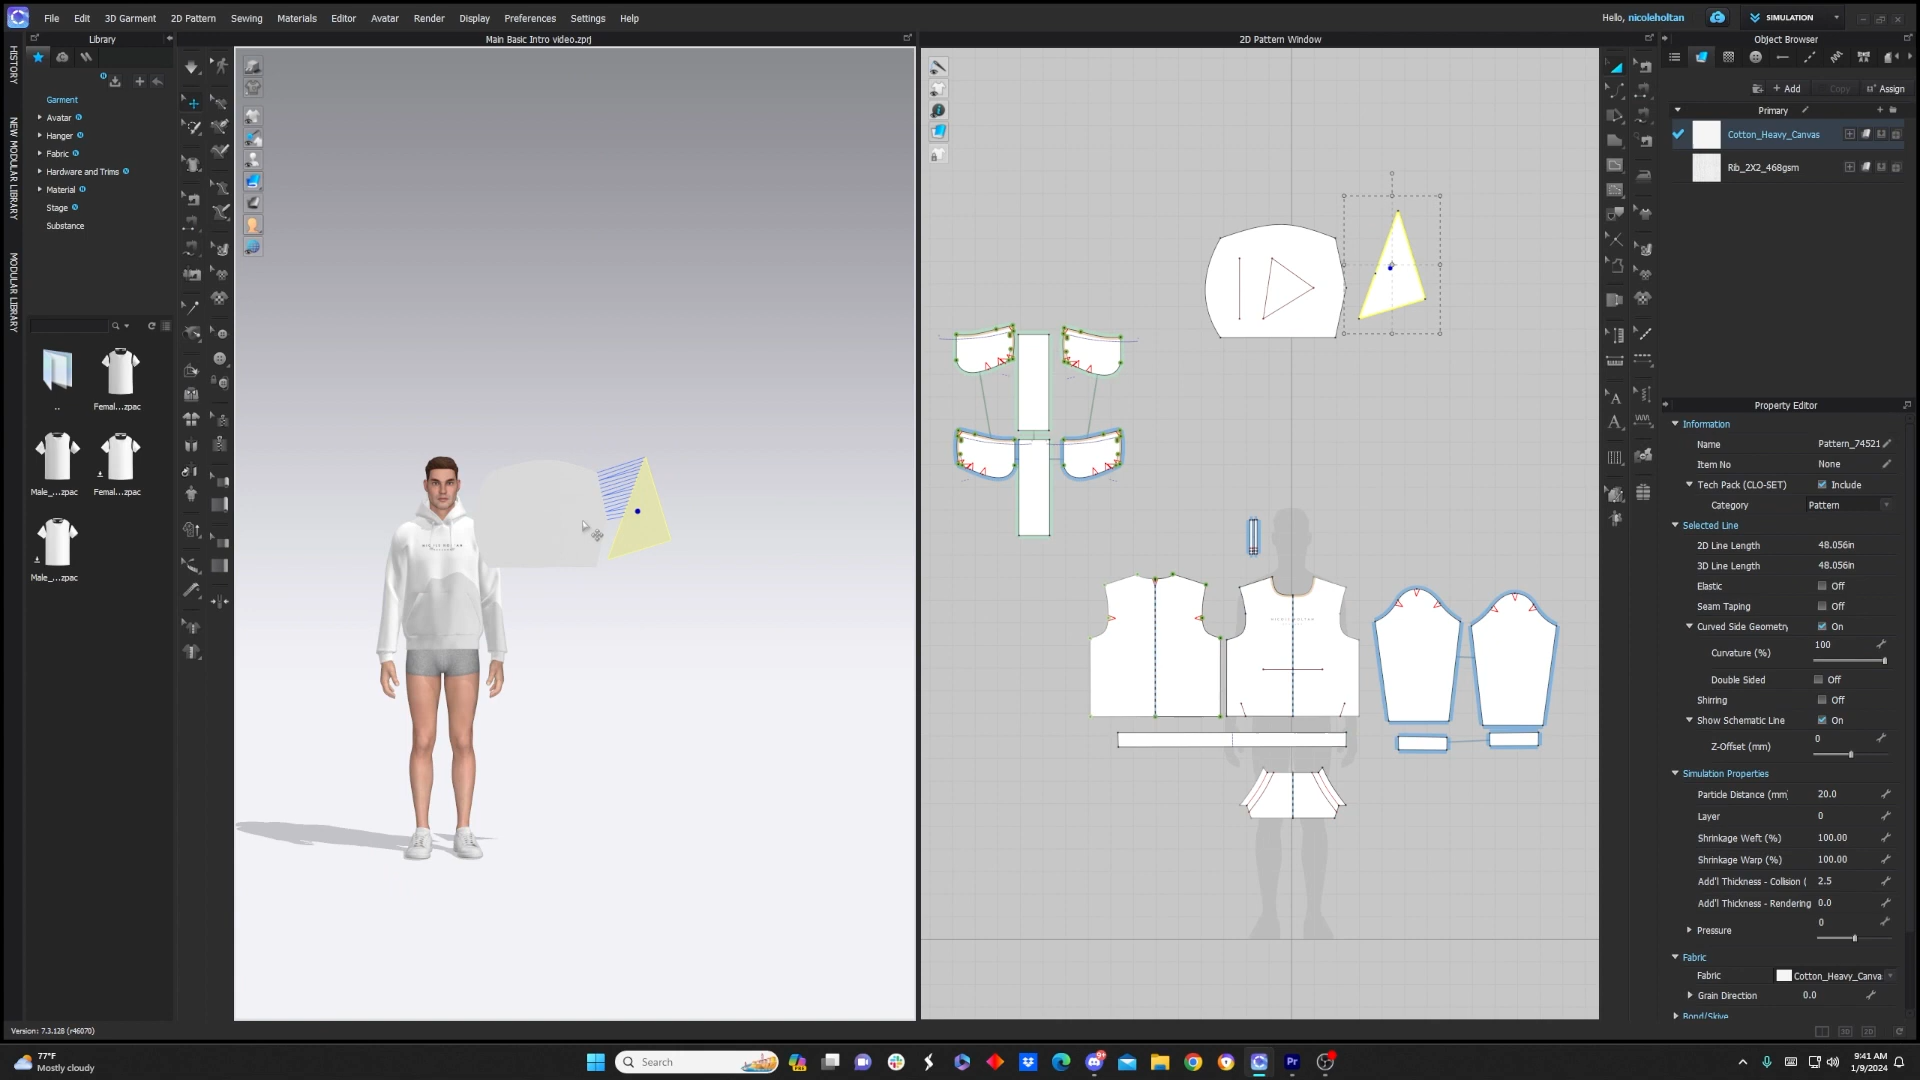 File Edit 3D Garment 2D Pattern Sewing Materials Editor Avatar Render Display Preferences Settings Help
Hello, nicoleholtan
SIMULATION
Library
Main Basic Intro video.zprj
2D Pattern Window
Object Browser
HISTORY
NEW MODULAR LIBRARY
MODULAR LIBRARY
Garment
Avatar
Hanger
Fabric
Hardware and Trims
Material
Stage
Substance
..
Femal...zpac
Male_...zpac
Femal...zpac
Male_...zpac
Add
Copy
Assign
Primary
Cotton_Heavy_Canvas
Rib_2X2_468gsm
Property Editor
Information
Name Pattern_74521
Item No None
Tech Pack (CLO-SET) Include
Category Pattern
Selected Line
2D Line Length 48.056in
3D Line Length 48.056in
Elastic Off
Seam Taping Off
Curved Side Geometry On
Curvature (%) 100
Double Sided Off
Shirring Off
Show Schematic Line On
Z-Offset (mm) 0
Simulation Properties
Particle Distance (mm 20.0
Layer 0
Shrinkage Weft (%) 100.00
Shrinkage Warp (%) 100.00
Add'l Thickness - Collision ( 2.5
Add'l Thickness - Rendering 0.0
Pressure 0
Fabric
Fabric Cotton_Heavy_Canva
Grain Direction 0.0
Bond/Skive
Version: 7.3.128 (r46070)
3D
2D
77°F
Mostly cloudy
Search
Pr
9:41 AM
1/9/2024